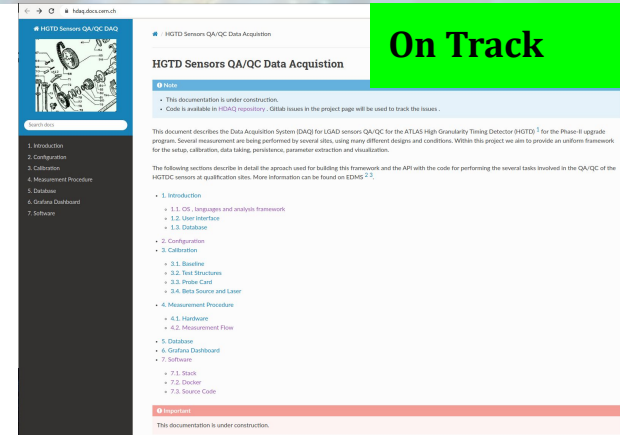 hdaq.docs.cern.ch
On Track
HGTD Sensors QA/QC DAQ
Search docs
1. Introduction
2. Configuration
3. Calibration
4. Measurement Procedure
5. Database
6. Grafana Dashboard
7. Software
/ HGTD Sensors QA/QC Data Acquistion
HGTD Sensors QA/QC Data Acquistion
Note
• This documentation is under construction.
• Code is available in HDAQ repository . Gitlab issues in the project page will be used to track the issues .
This document describes the Data Acquisition System (DAQ) for LGAD sensors QA/QC for the ATLAS High Granularity Timing Detector (HGTD) 1 for the Phase-II upgrade
program. Several measurement are being performed by several sites, using many different designs and conditions. Within this project we aim to provide an uniform framework
for the setup, calibration, data taking, persistence, parameter extraction and visualization.
The following sections describe in detail the aproach used for building this framework and the API with the code for performing the several tasks involved in the QA/QC of the
HGTDC sensors at qualification sites. More information can be found on EDMS 2 3.
• 1. Introduction
1.1. OS , languages and analysis framework
1.2. User interface
1.3. Database
• 2. Configuration
• 3. Calibration
3.1. Baseline
3.2. Test Structures
3.3. Probe Card
3.4. Beta Source and Laser
• 4. Measurement Procedure
4.1. Hardware
4.2. Measurement Flow
• 5. Database
• 6. Grafana Dashboard
• 7. Software
7.1. Stack
7.2. Docker
7.3. Source Code
Important
This documentation is under construction.